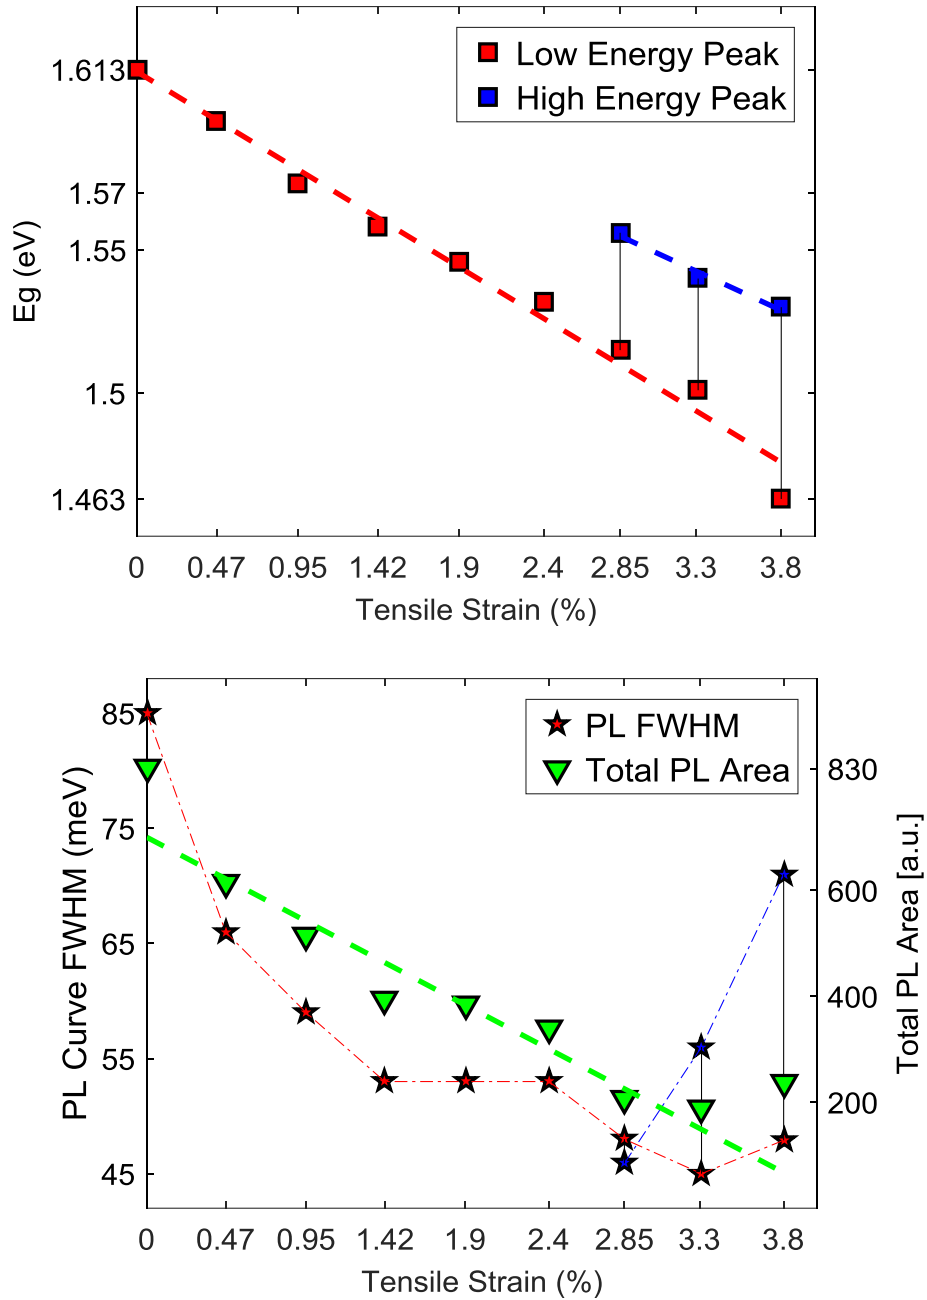 Low Energy Peak
High Energy Peak
1.613
1.57
1.55
1.5
1.463
Eg (eV)
0 0.47 0.95 1.42 1.9 2.4 2.85 3.3 3.8
Tensile Strain (%)
PL FWHM
Total PL Area
85
75
65
55
45
PL Curve FWHM (meV)
830
600
400
200
Total PL Area [a.u.]
0 0.47 0.95 1.42 1.9 2.4 2.85 3.3 3.8
Tensile Strain (%)